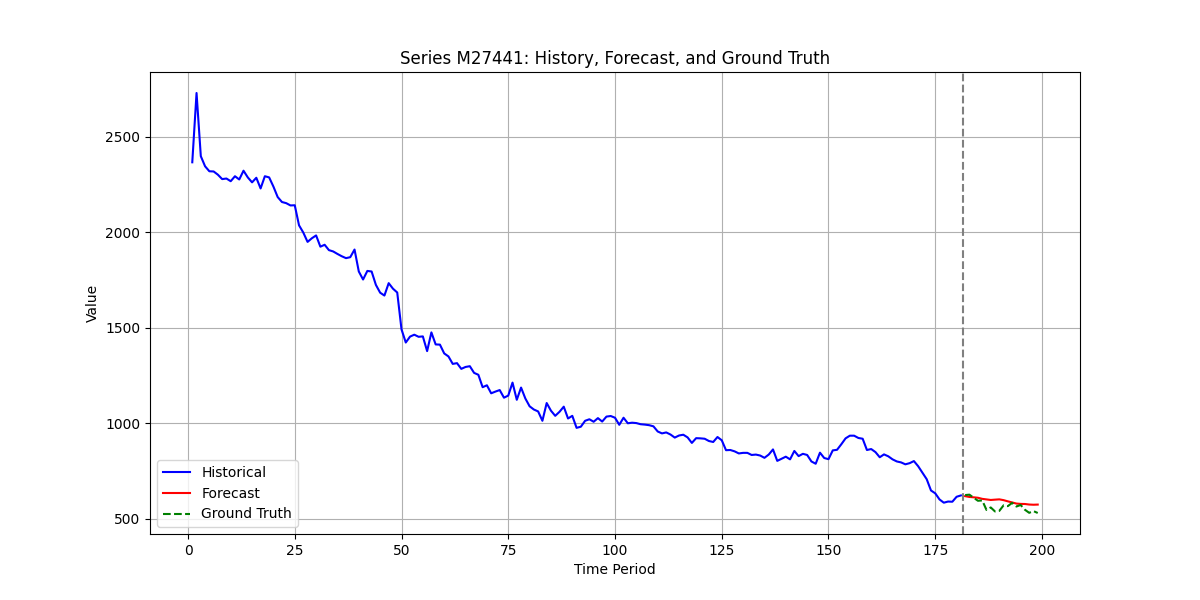 Series M27441: History, Forecast, and Ground Truth
Value
2500
2000
1500
1000
500
Historical
Forecast
Ground Truth
0
25
50
75
100
125
150
175
200
Time Period